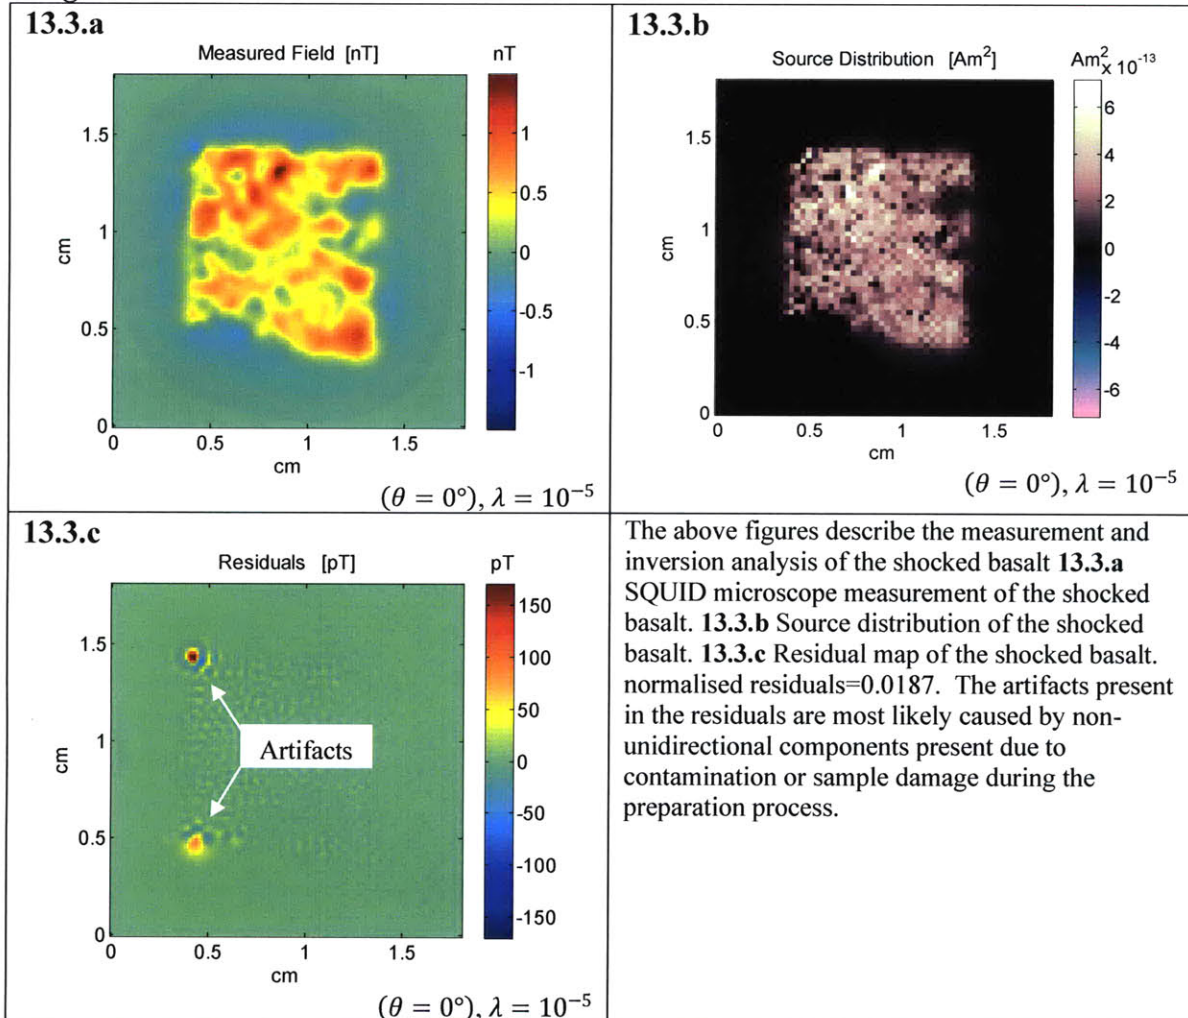 13.3.a
Measured Field [nT]
nT
1
0.5
0
-0.5
-1
1.5
1
0.5
0
cm
0
0.5
1
1.5
cm
(θ = 0°), λ = 10⁻⁵
13.3.b
Source Distribution [Am²]
Am² x 10⁻¹³
6
4
2
0
-2
-4
-6
1.5
1
0.5
0
cm
0
0.5
1
1.5
cm
(θ = 0°), λ = 10⁻⁵
13.3.c
Residuals [pT]
pT
150
100
50
0
-50
-100
-150
1.5
1
0.5
0
cm
Artifacts
0
0.5
1
1.5
cm
(θ = 0°), λ = 10⁻⁵
The above figures describe the measurement and
inversion analysis of the shocked basalt 13.3.a
SQUID microscope measurement of the shocked
basalt. 13.3.b Source distribution of the shocked
basalt. 13.3.c Residual map of the shocked basalt.
normalised residuals=0.0187. The artifacts present
in the residuals are most likely caused by non-
unidirectional components present due to
contamination or sample damage during the
preparation process.